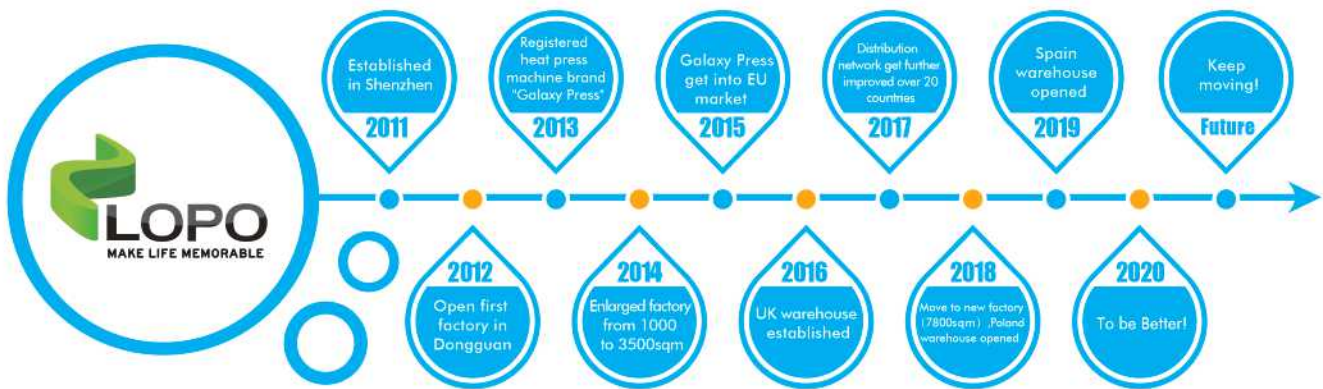 LOPO
MAKE LIFE MEMORABLE
Established
in Shenzhen
2011
2012
Open first
factory in
Dongguan
Registered
heat press
machine brand
"Galaxy Press"
2013
2014
Enlarged factory
from 1000
to 3500sqm
Galaxy Press
get into EU
market
2015
2016
UK warehouse
established
Distribution
network get further
improved over 20
countries
2017
2018
Move to new factory
(7800sqm) ,Poland
warehouse opened
Spain
warehouse
opened
2019
2020
To be Better!
Keep
moving!
Future